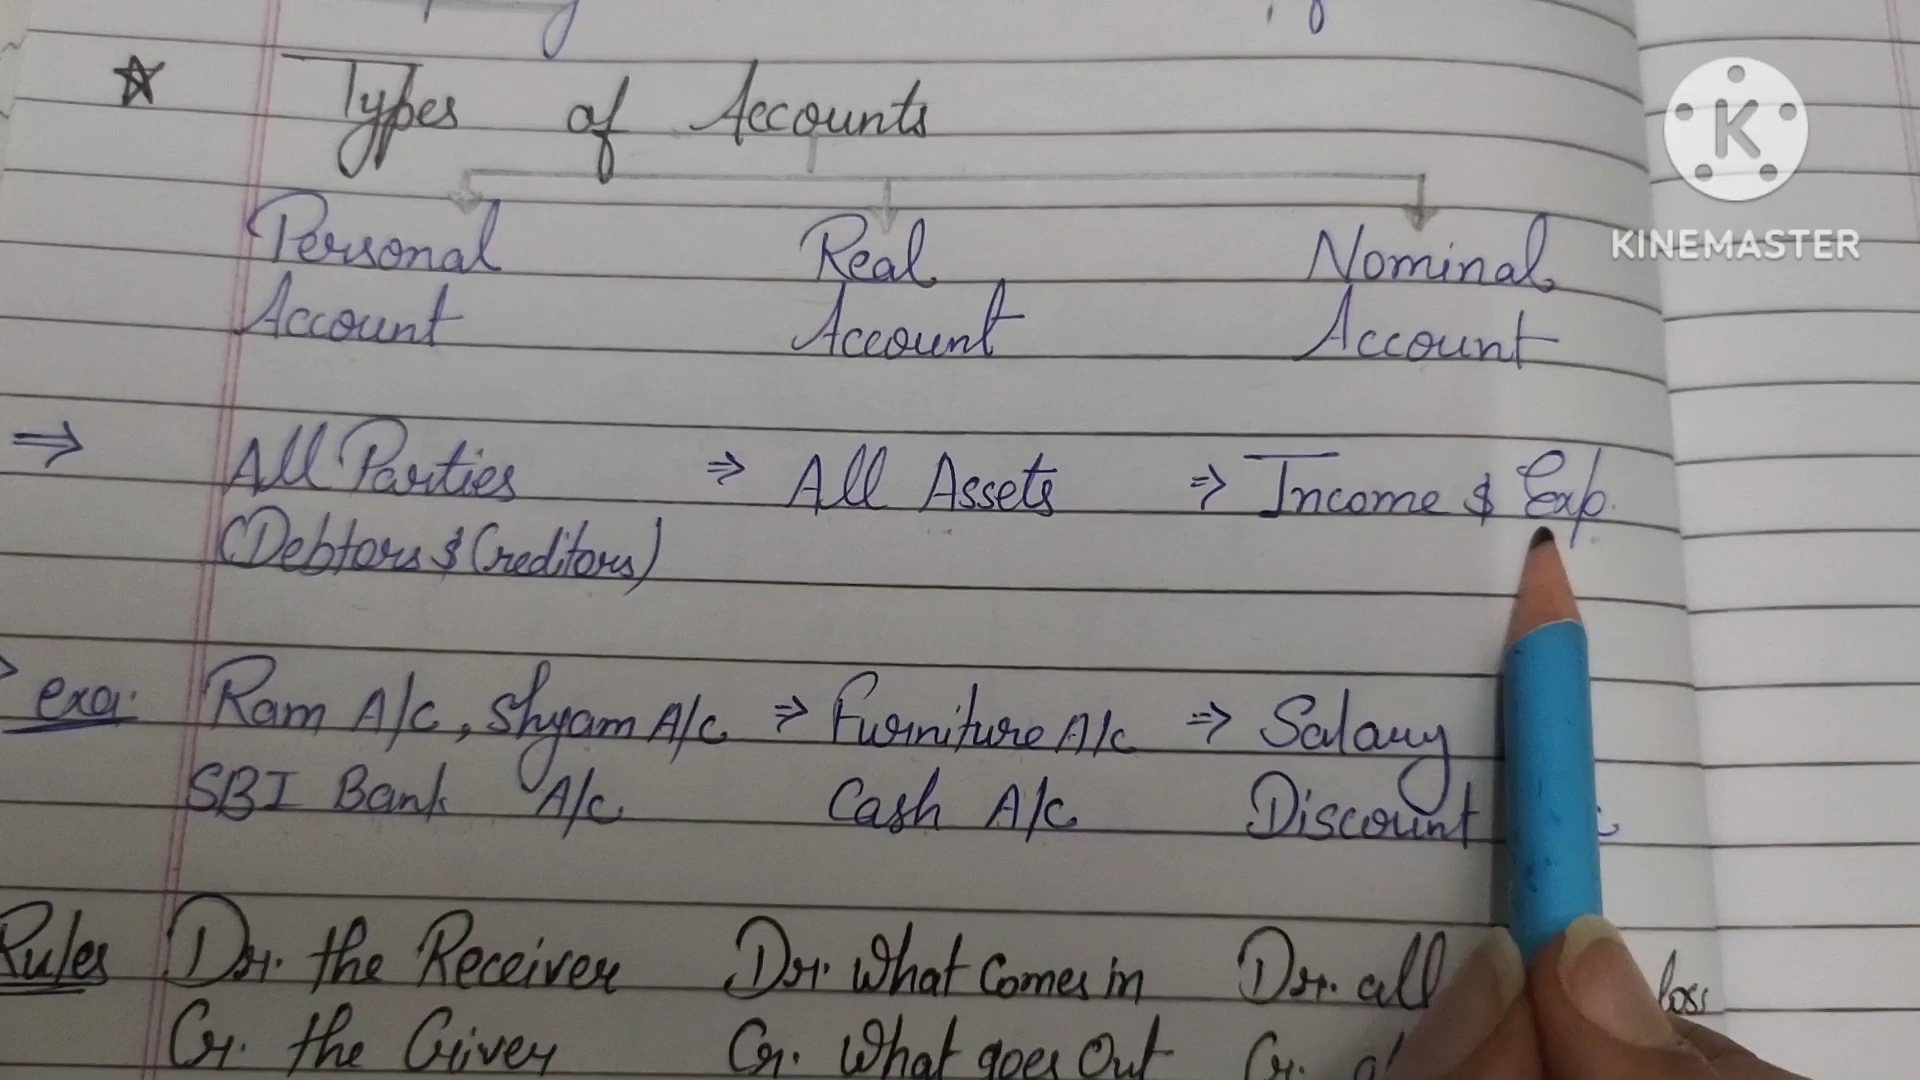 ☆ Types of Accounts
Personal Account
Real Account
Nominal Account
⇒ All Parties (Debtors & Creditors)
⇒ All Assets
⇒ Income & Exp.
exa: Ram A/c, Shyam A/c
SBI Bank A/c
⇒ Furniture A/c
Cash A/c
⇒ Salary
Discount
Rules Dr. the Receiver
Cr. the Giver
Dr. what comes in
Cr. what goes out
Dr. all loss
Cr.
K
KINEMASTER